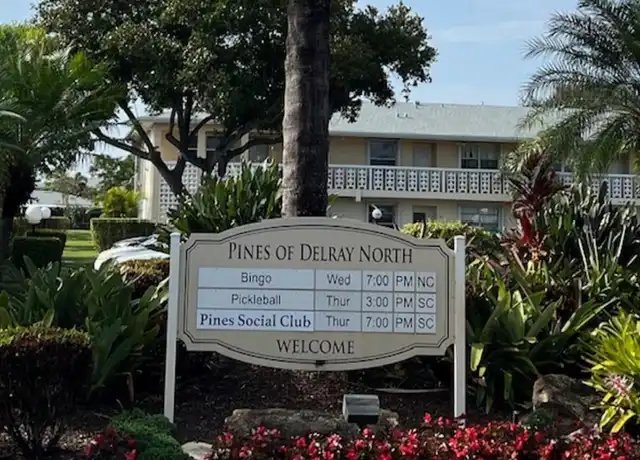 PINES OF DELRAY NORTH
Bingo Wed 7:00 PM NC
Pickleball Thur 3:00 PM SC
Pines Social Club Thur 7:00 PM SC
WELCOME